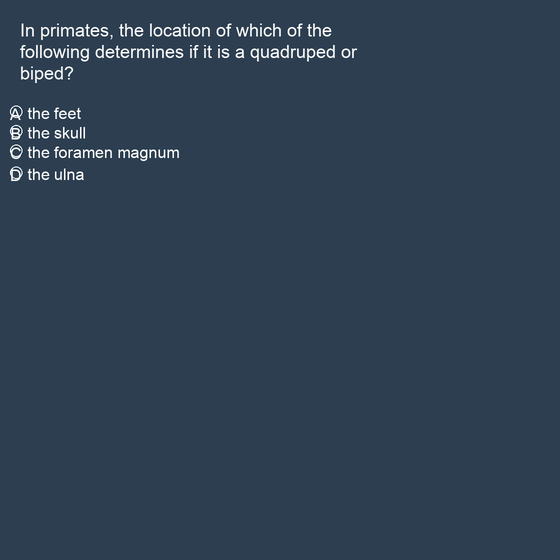 In primates, the location of which of the
following determines if it is a quadruped or
biped?
A the feet
B the skull
C the foramen magnum
D the ulna